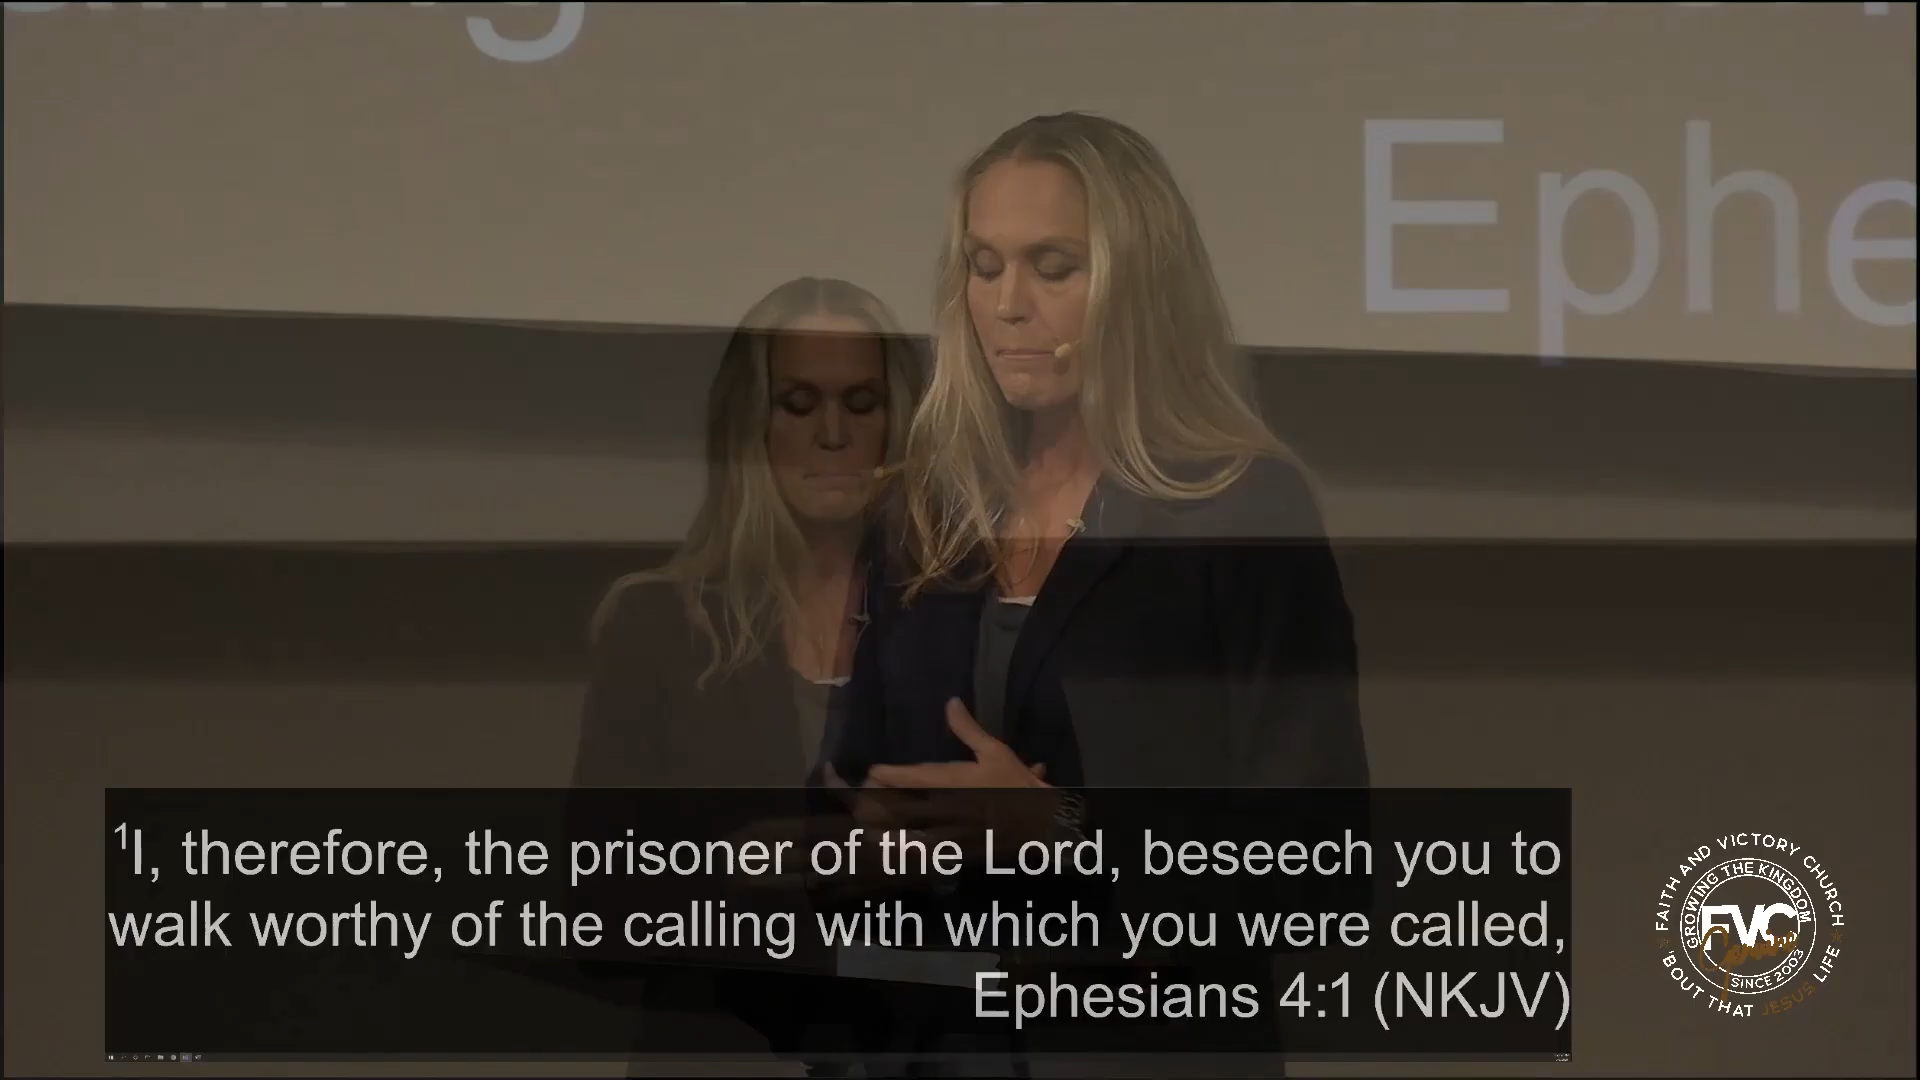 Ephe
¹I, therefore, the prisoner of the Lord, beseech you to
walk worthy of the calling with which you were called,
Ephesians 4:1 (NKJV)
FAITH AND VICTORY CHURCH
GROWING THE KINGDOM
FVC
SINCE 2003
'BOUT THAT JESUS LIFE